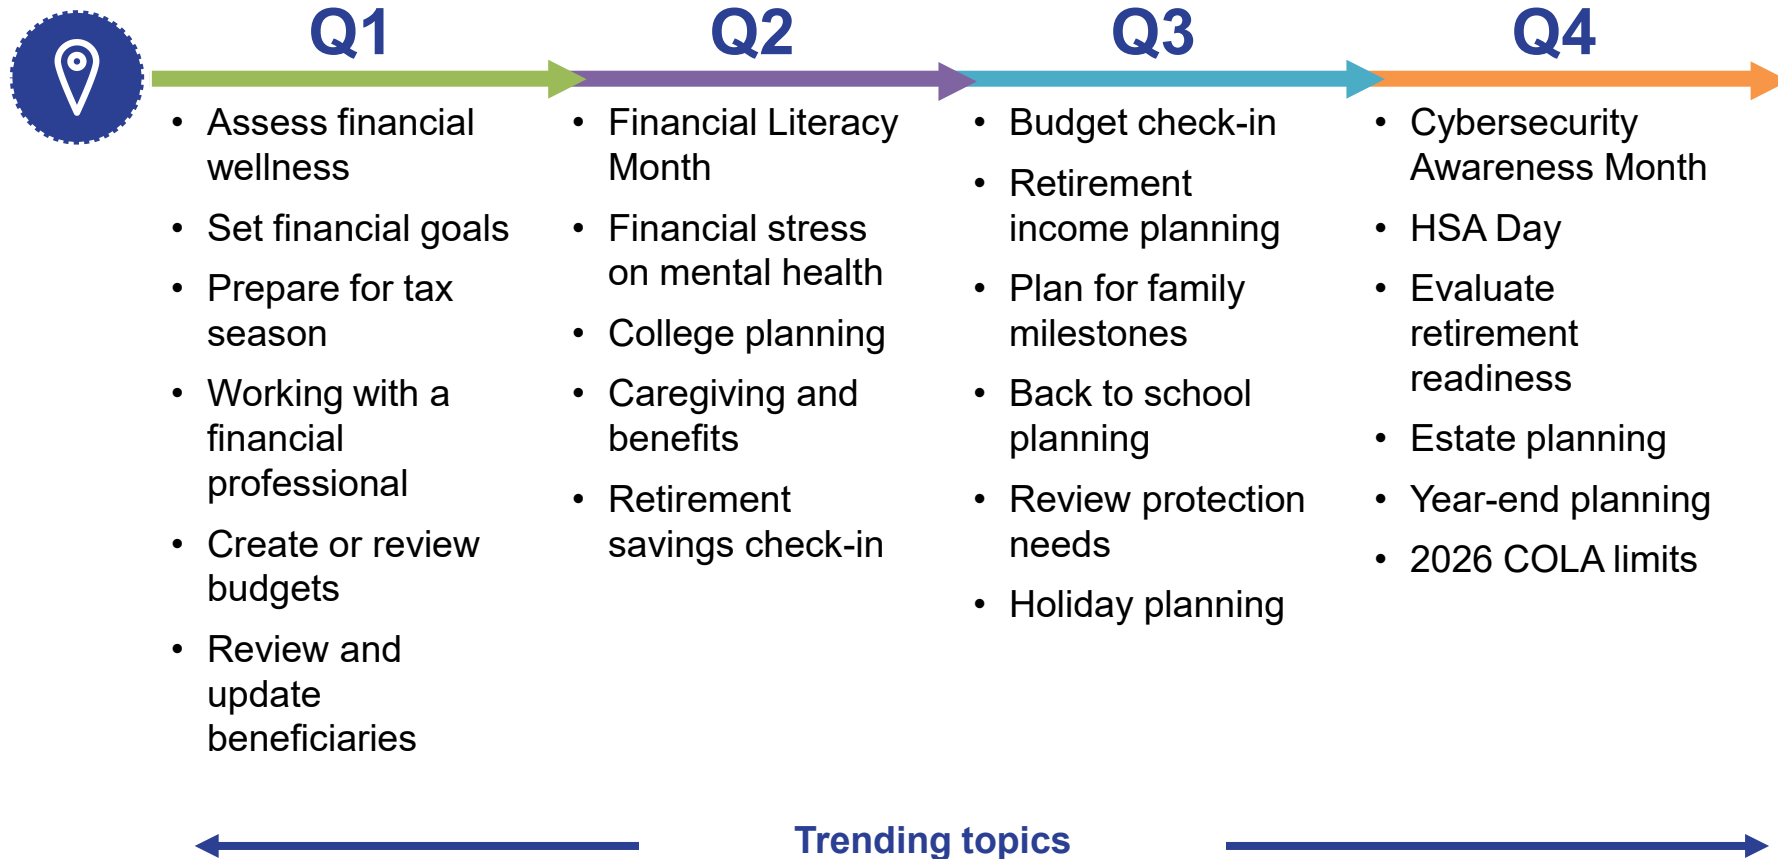 Q1
• Assess financial
wellness
• Set financial goals
• Prepare for tax
season
• Working with a
financial
professional
• Create or review
budgets
• Review and
update
beneficiaries
Q2
• Financial Literacy
Month
• Financial stress
on mental health
• College planning
• Caregiving and
benefits
• Retirement
savings check-in
Q3
• Budget check-in
• Retirement
income planning
• Plan for family
milestones
• Back to school
planning
• Review protection
needs
• Holiday planning
Q4
• Cybersecurity
Awareness Month
• HSA Day
• Evaluate
retirement
readiness
• Estate planning
• Year-end planning
• 2026 COLA limits
Trending topics